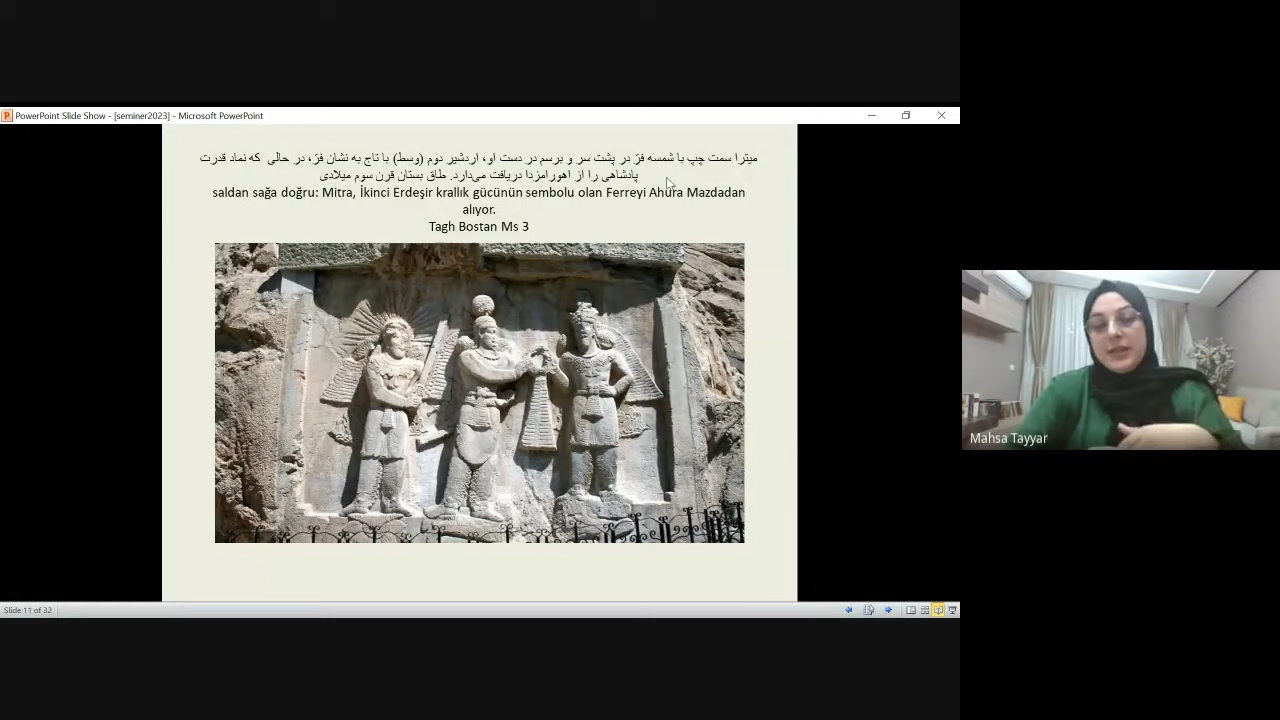 PowerPoint Slide Show - [seminer2023] - Microsoft PowerPoint
میترا سمت چپ با شمسه فرّ در پشت سر و برسم در دست او، اردشیر دوم (وسط) با تاج به نشان فرّ، در حالی که نماد قدرت
پادشاهی را از اهورامزدا دریافت می‌دارد. طاق بستان قرن سوم میلادی
saldan sağa doğru: Mitra, İkinci Erdeşir krallık gücünün sembolu olan Ferreyi Ahura Mazdadan
alıyor.
Tagh Bostan Ms 3
Mahsa Tayyar
Slide 11 of 32